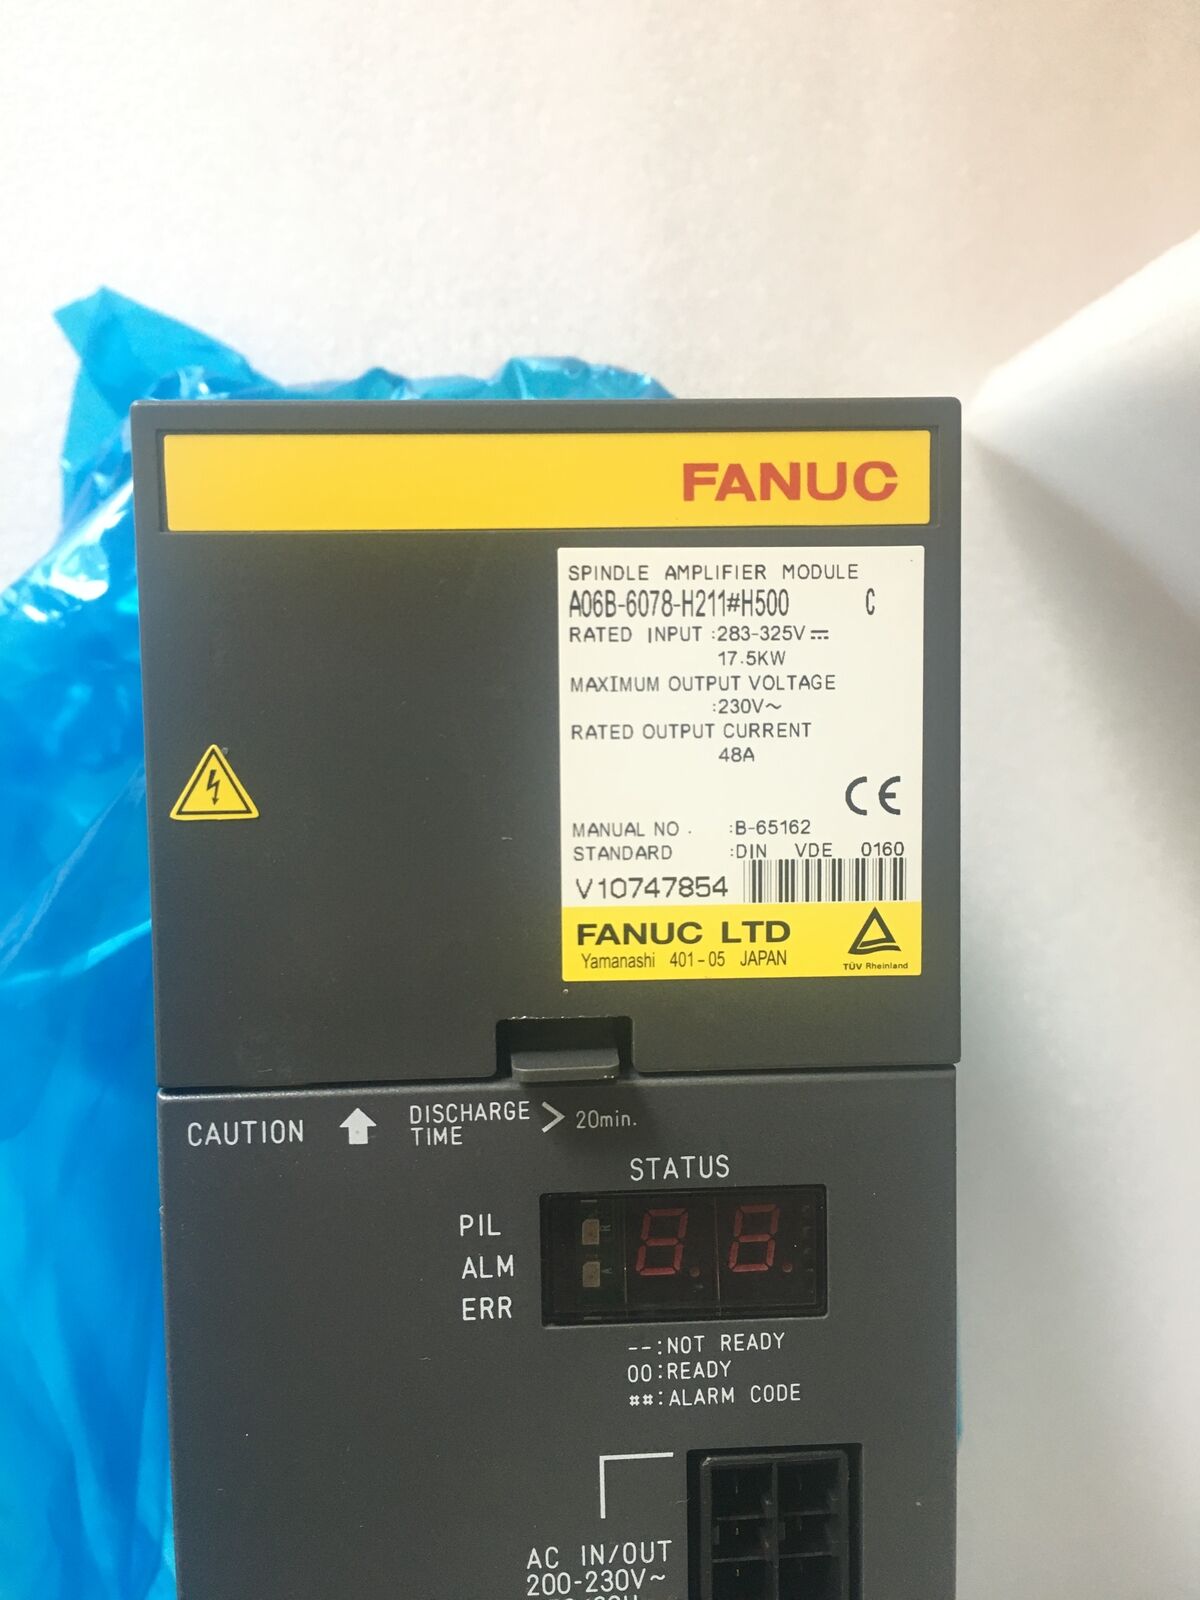 FANUC
SPINDLE AMPLIFIER MODULE
A06B-6078-H211#H500 C
RATED INPUT :283-325V⎓
17.5KW
MAXIMUM OUTPUT VOLTAGE
:230V~
RATED OUTPUT CURRENT
48A
CE
MANUAL NO. :B-65162
STANDARD :DIN VDE 0160
V10747854
FANUC LTD
Yamanashi 401-05 JAPAN
TÜV Rheinland
CAUTION ⬆ DISCHARGE TIME > 20min.
STATUS
PIL
ALM
ERR
8.8.
--:NOT READY
00:READY
##:ALARM CODE
AC IN/OUT
200-230V~